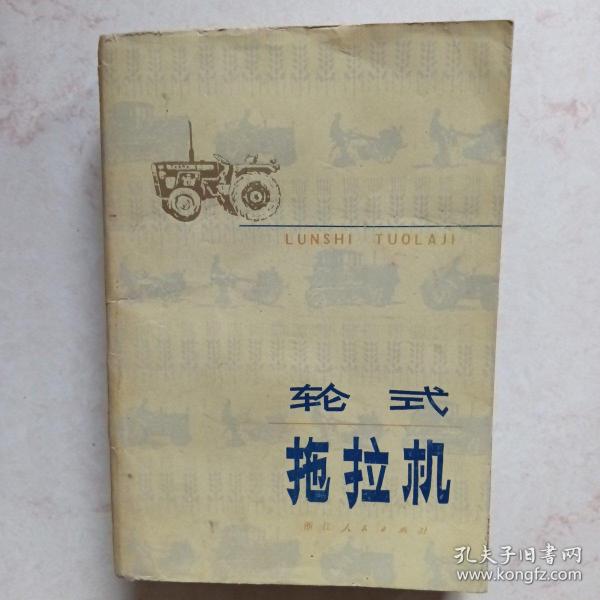 LUNSHI TUOLAJI
轮式
拖拉机
浙江人民出版社
孔夫子旧书网
www.kongfz.com